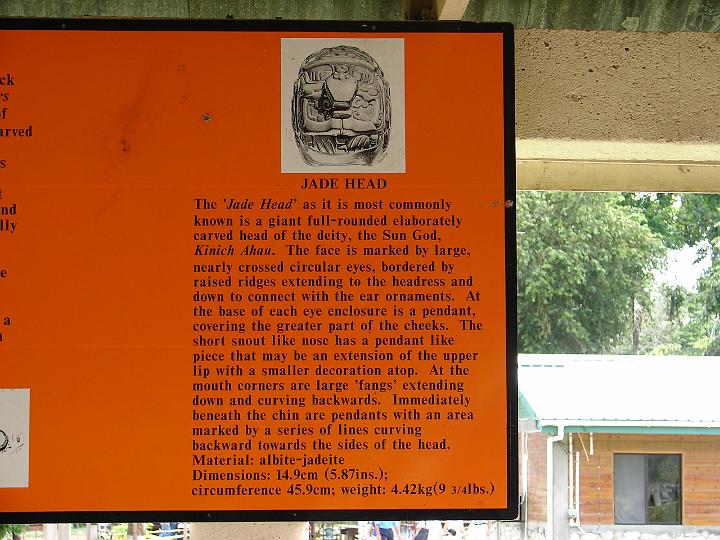 ck
rs
of
arved
s
t
nd
lly
e
a
JADE HEAD
The 'Jade Head' as it is most commonly
known is a giant full-rounded elaborately
carved head of the deity, the Sun God,
Kinich Ahau. The face is marked by large,
nearly crossed circular eyes, bordered by
raised ridges extending to the headress and
down to connect with the ear ornaments. At
the base of each eye enclosure is a pendant,
covering the greater part of the cheeks. The
short snout like nose has a pendant like
piece that may be an extension of the upper
lip with a smaller decoration atop. At the
mouth corners are large 'fangs' extending
down and curving backwards. Immediately
beneath the chin are pendants with an area
marked by a series of lines curving
backward towards the sides of the head.
Material: albite-jadeite
Dimensions: 14.9cm (5.87ins.);
circumference 45.9cm; weight: 4.42kg(9 3/4lbs.)